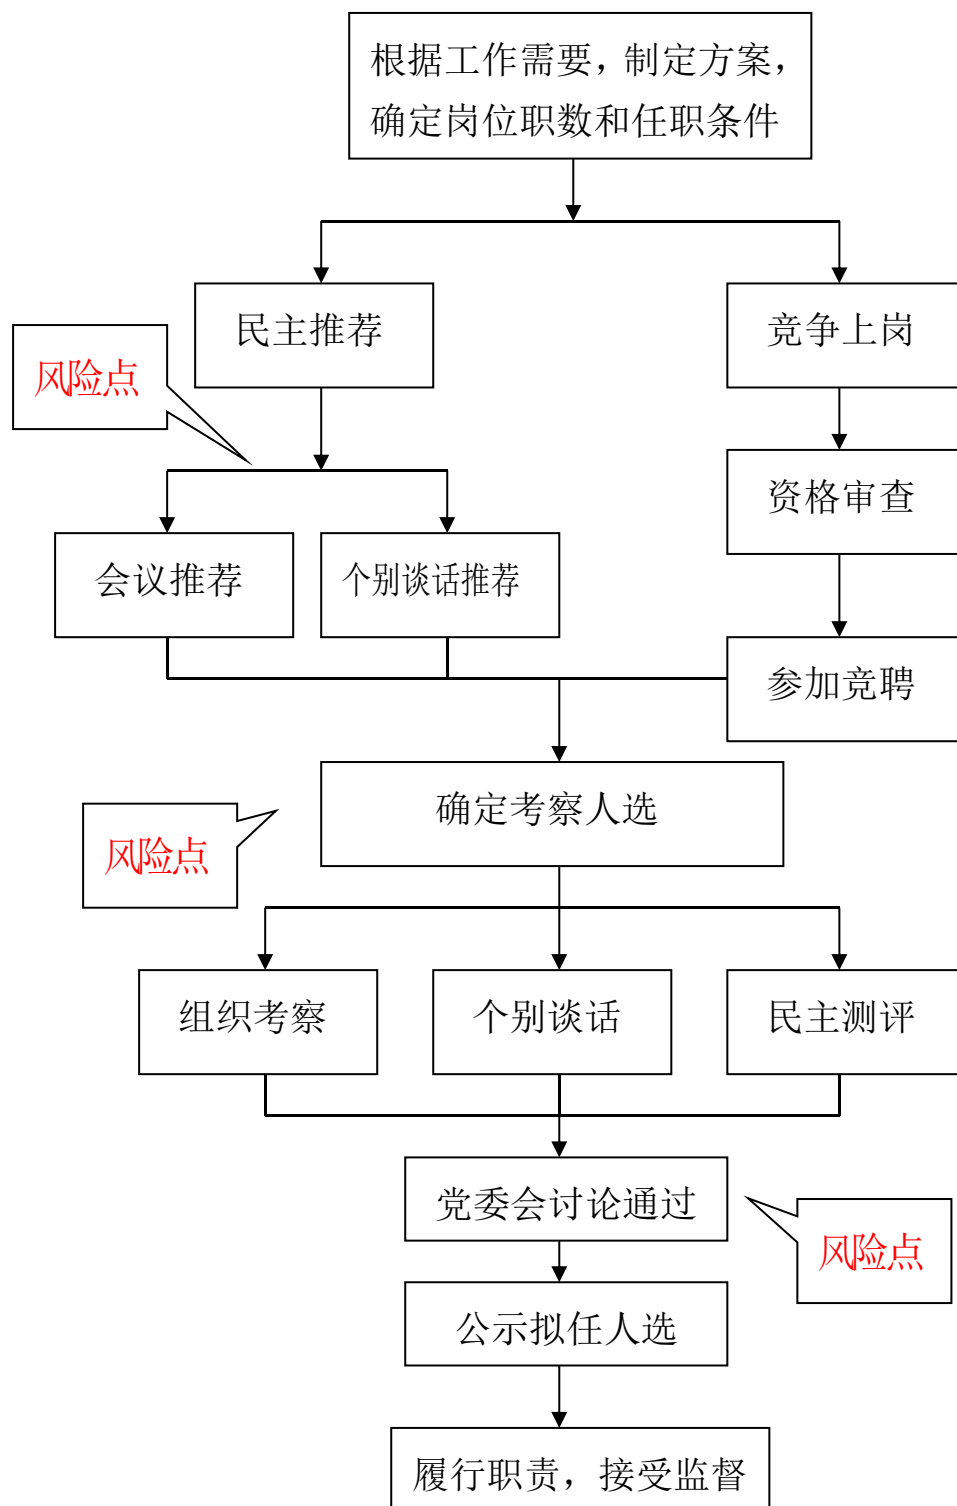 根据工作需要，制定方案，
确定岗位职数和任职条件
民主推荐
竞争上岗
风险点
资格审查
会议推荐
个别谈话推荐
参加竞聘
确定考察人选
风险点
组织考察
个别谈话
民主测评
党委会讨论通过
风险点
公示拟任人选
履行职责，接受监督